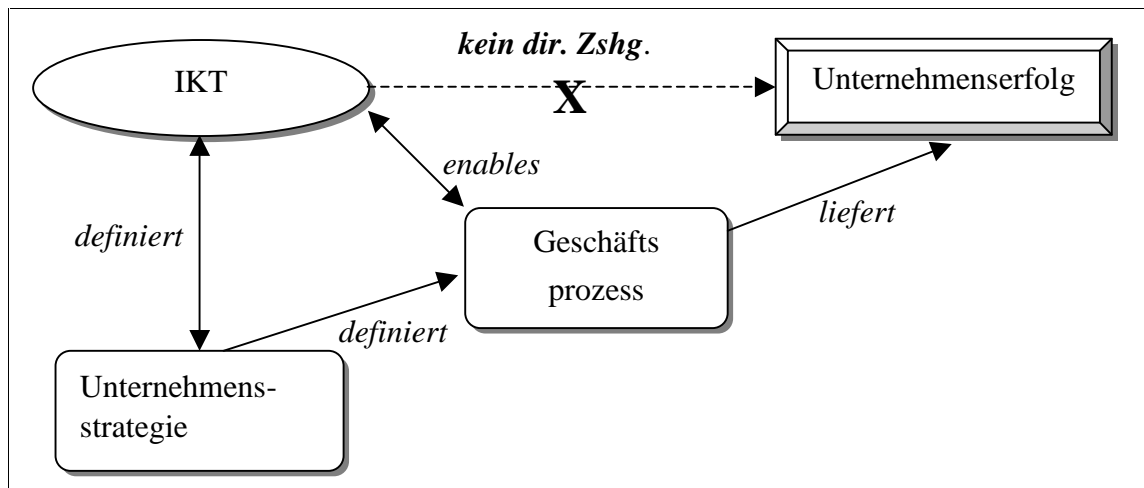 kein dir. Zshg.
IKT
X
Unternehmenserfolg
enables
definiert
liefert
Geschäfts
prozess
definiert
Unternehmens-
strategie